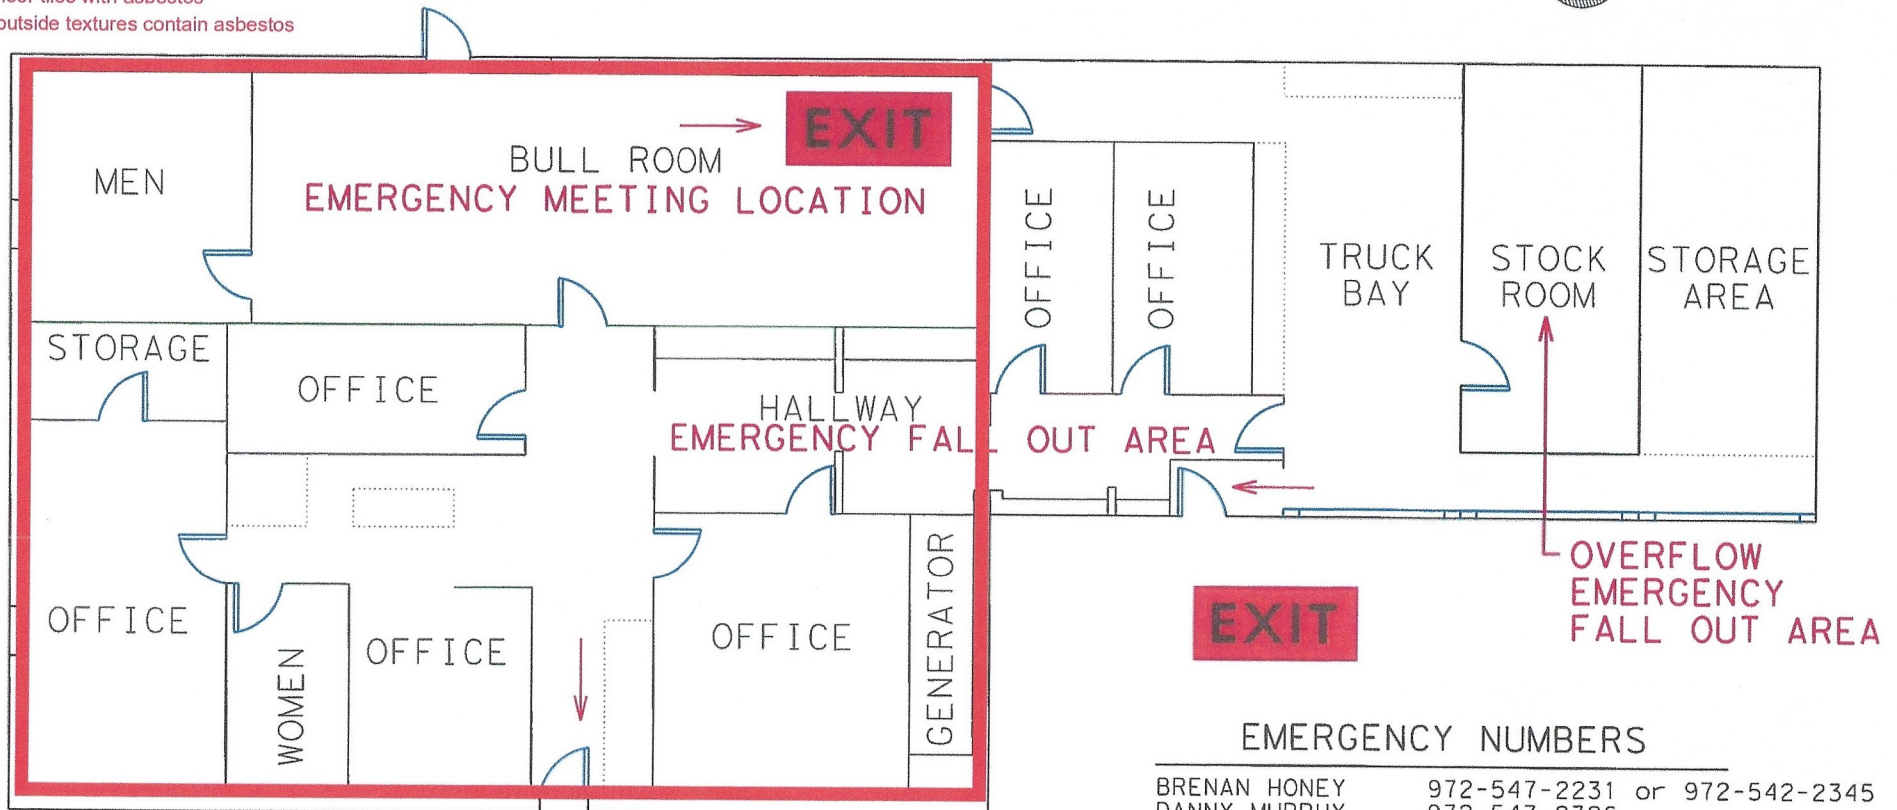 outside textures contain asbestos
EXIT
BULL ROOM
EMERGENCY MEETING LOCATION
MEN
OFFICE
OFFICE
TRUCK
BAY
STOCK
ROOM
STORAGE
AREA
STORAGE
OFFICE
HALLWAY
EMERGENCY FALL OUT AREA
OFFICE
WOMEN
OFFICE
OFFICE
GENERATOR
EXIT
OVERFLOW
EMERGENCY
FALL OUT AREA
EMERGENCY NUMBERS
BRENAN HONEY 972-547-2231 or 972-542-2345